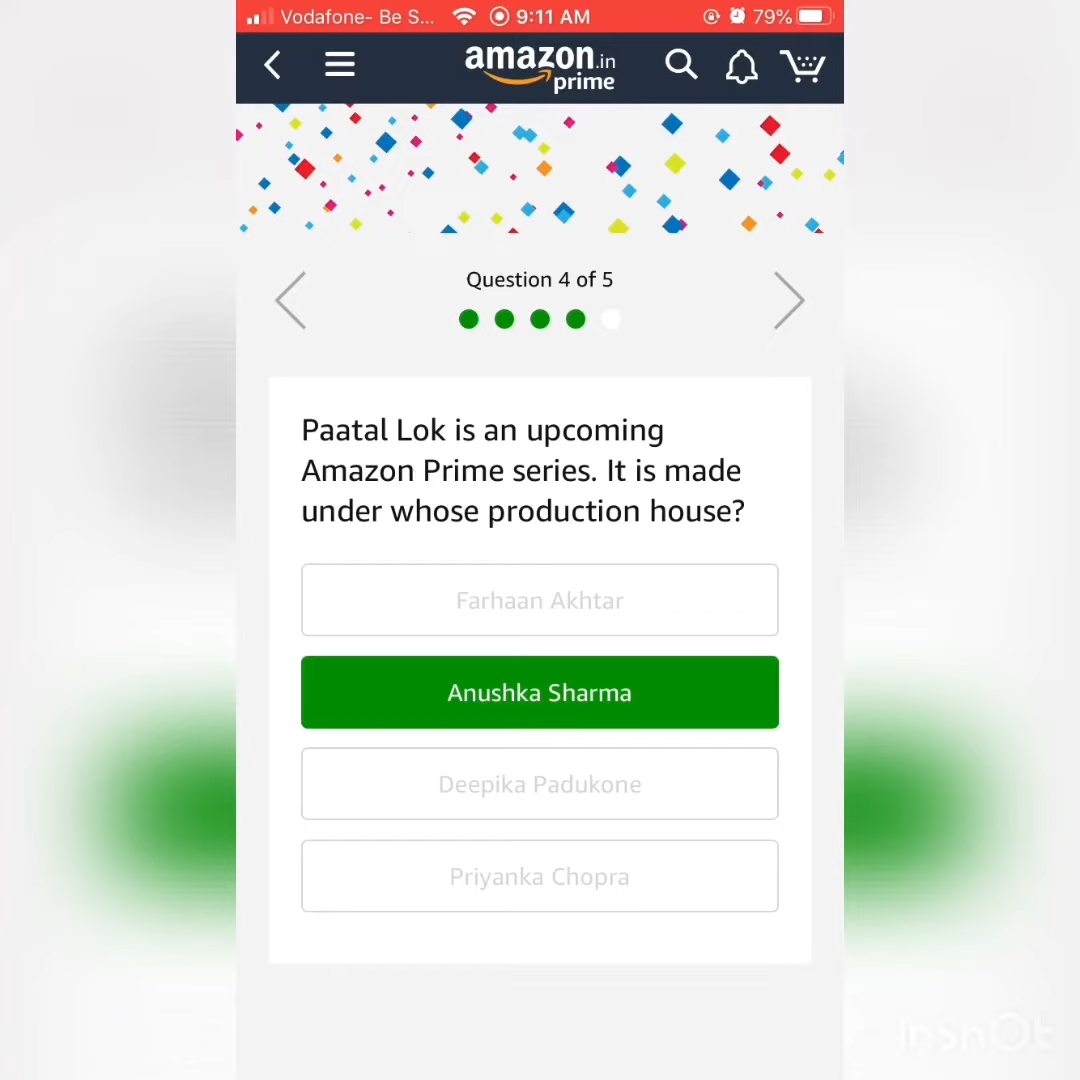 Vodafone- Be S... 9:11 AM 79%
amazon.in
prime
Question 4 of 5
Paatal Lok is an upcoming
Amazon Prime series. It is made
under whose production house?
Farhaan Akhtar
Anushka Sharma
Deepika Padukone
Priyanka Chopra
InSnOt